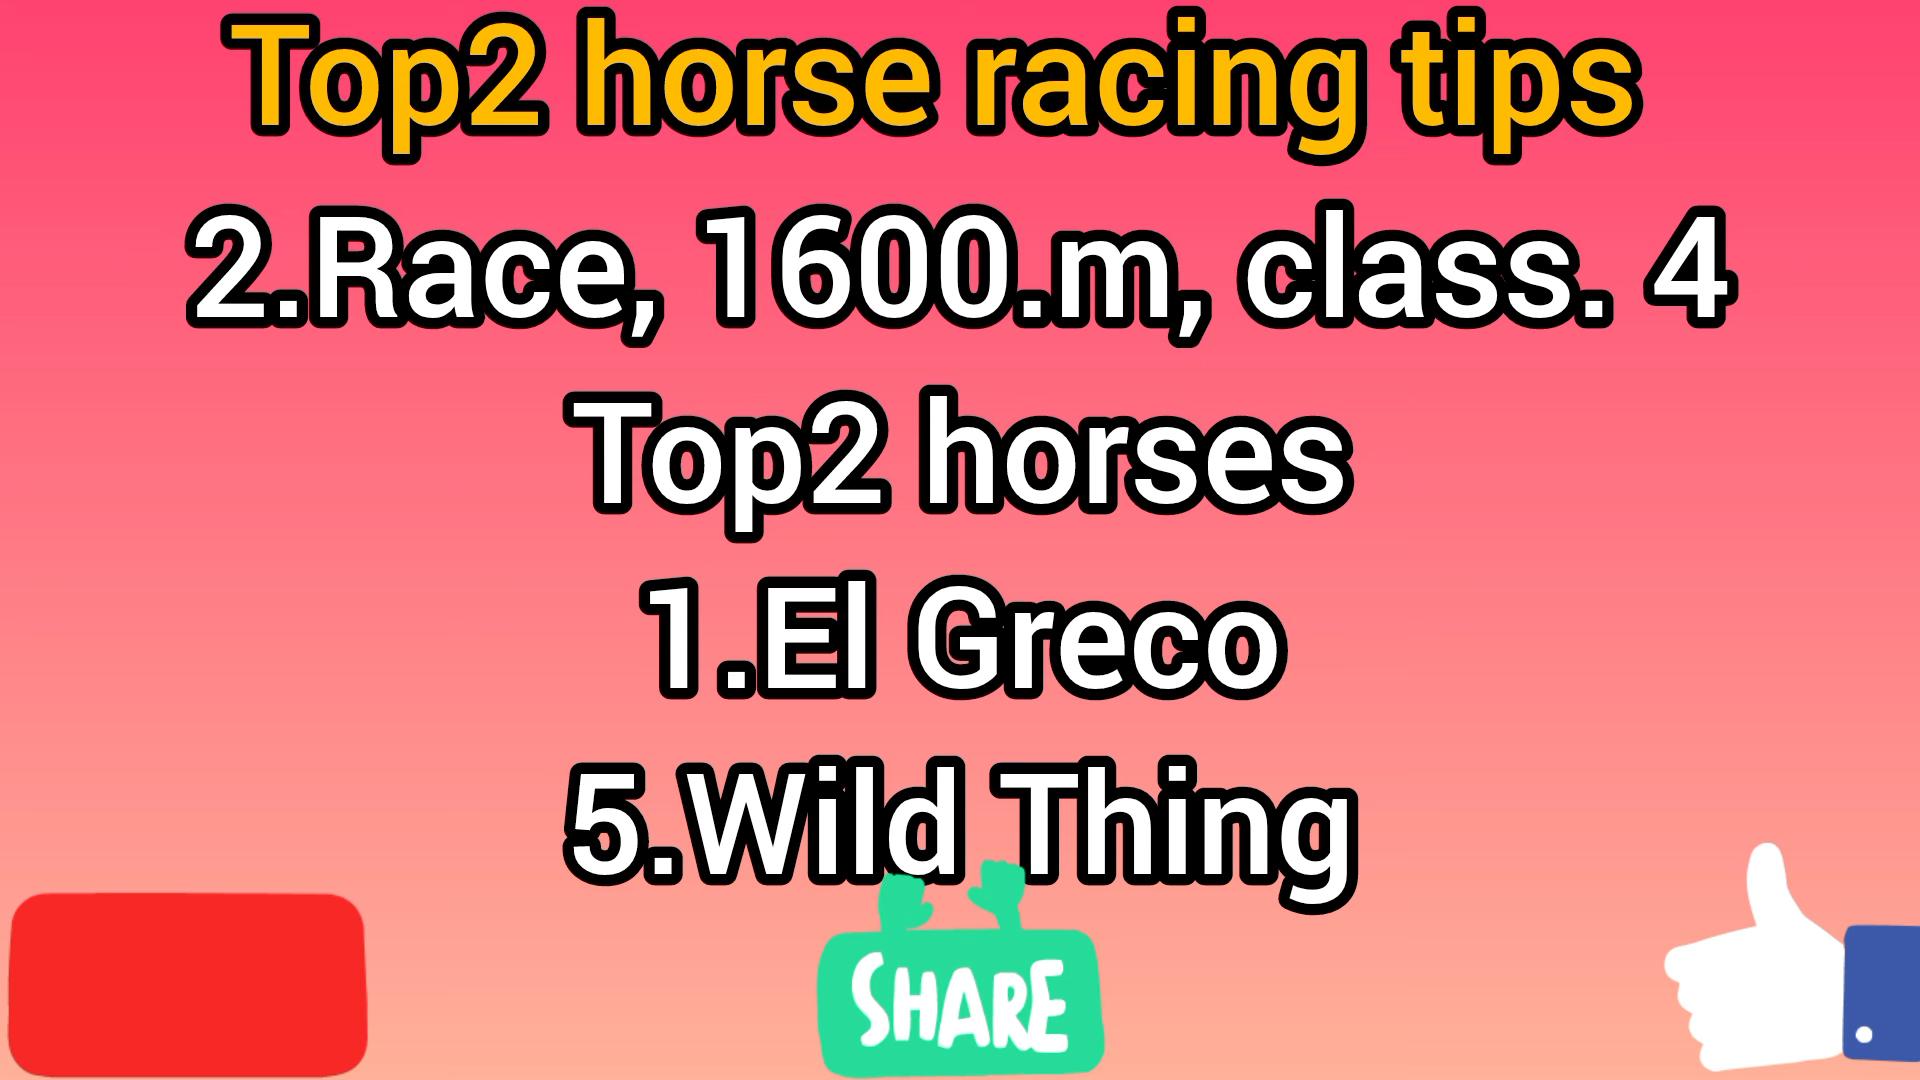 Top2 horse racing tips
2.Race, 1600.m, class. 4
Top2 horses
1.El Greco
5.Wild Thing
SHARE